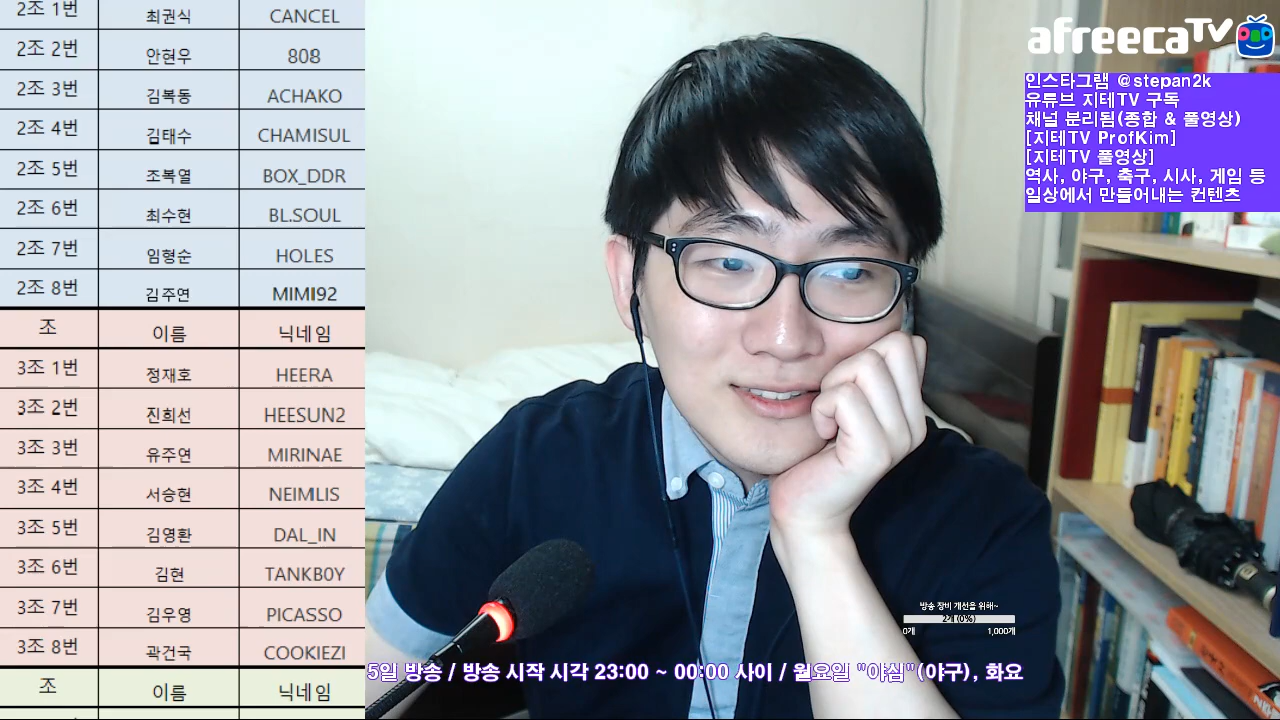 2조 1번 최권식 CANCEL
2조 2번 안현우 808
2조 3번 김복동 ACHAKO
2조 4번 김태수 CHAMISUL
2조 5번 조복열 BOX_DDR
2조 6번 최수현 BL.SOUL
2조 7번 임형순 HOLES
2조 8번 김주연 MIMI92
조 이름 닉네임
3조 1번 정재호 HEERA
3조 2번 진희선 HEESUN2
3조 3번 유주연 MIRINAE
3조 4번 서승현 NEIMILIS
3조 5번 김영환 DAL_IN
3조 6번 김현 TANKB0Y
3조 7번 김우영 PICASSO
3조 8번 곽건국 COOKIEZI
조 이름 닉네임
afreecaTV
인스타그램 @stepan2k
유튜브 지테TV 구독
채널 분리됨(종합 & 풀영상)
[지테TV ProfKim]
[지테TV 풀영상]
역사, 야구, 축구, 시사, 게임 등
일상에서 만들어내는 컨텐츠
방송 장비 개선을 위해~
2개 (0%)
0개 1,000개
5일 방송 / 방송 시작 시각 23:00 ~ 00:00 사이 / 월요일 "야심"(야구), 화요